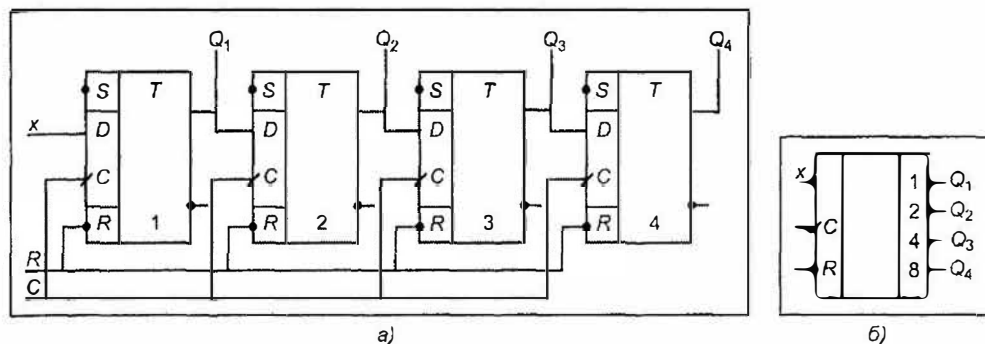 Q1 Q2 Q3 Q4
S T S T S T S T
x D D D D
C C C C
R 1 R 2 R 3 R 4
R
C
а)
x 1 Q1
C 2 Q2
4 Q3
R 8 Q4
б)